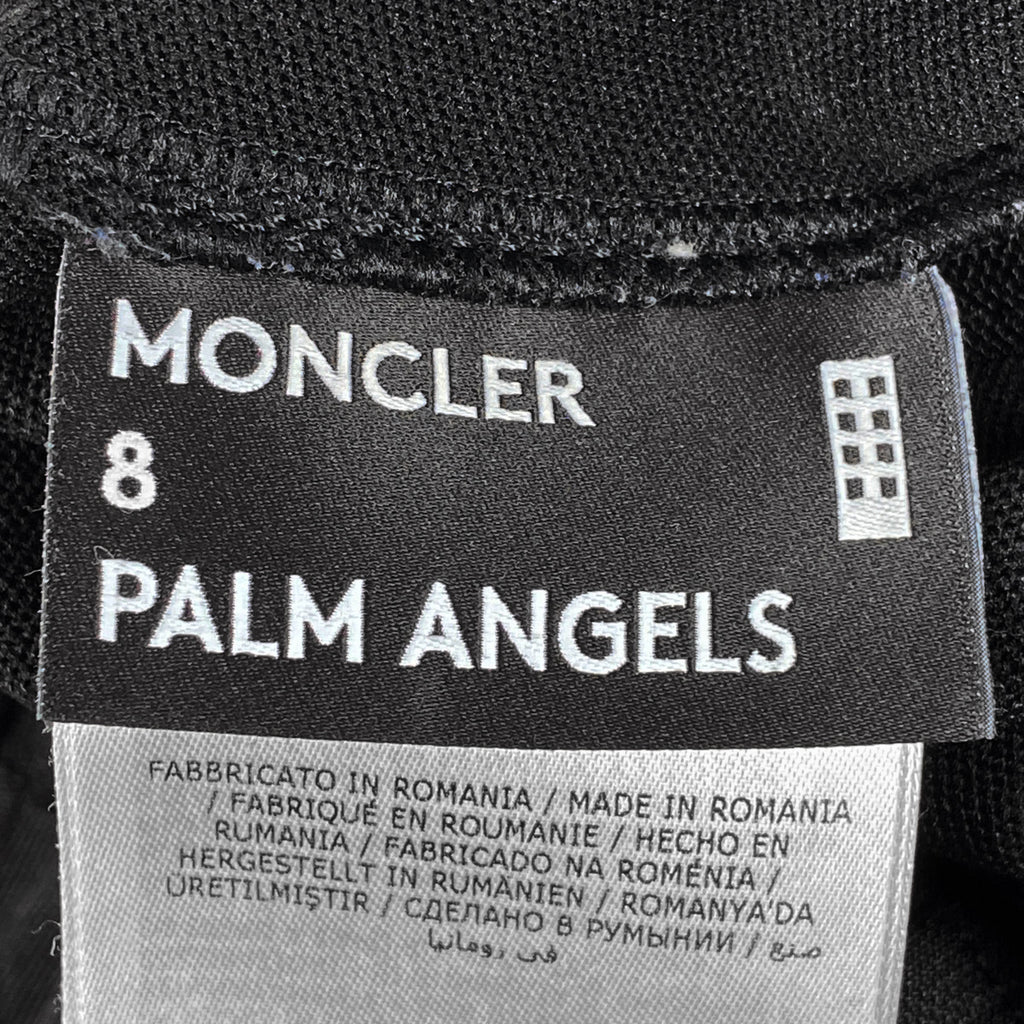 MONCLER
8
PALM ANGELS
FABBRICATO IN ROMANIA / MADE IN ROMANIA
/ FABRIQUÉ EN ROUMANIE / HECHO EN
RUMANIA / FABRICADO NA ROMÉNIA /
HERGESTELLT IN RUMÄNIEN / ROMANYA'DA
ÜRETILMIŞTIR / СДЕЛАНО В РУМЫНИИ / صنع
في رومانيا